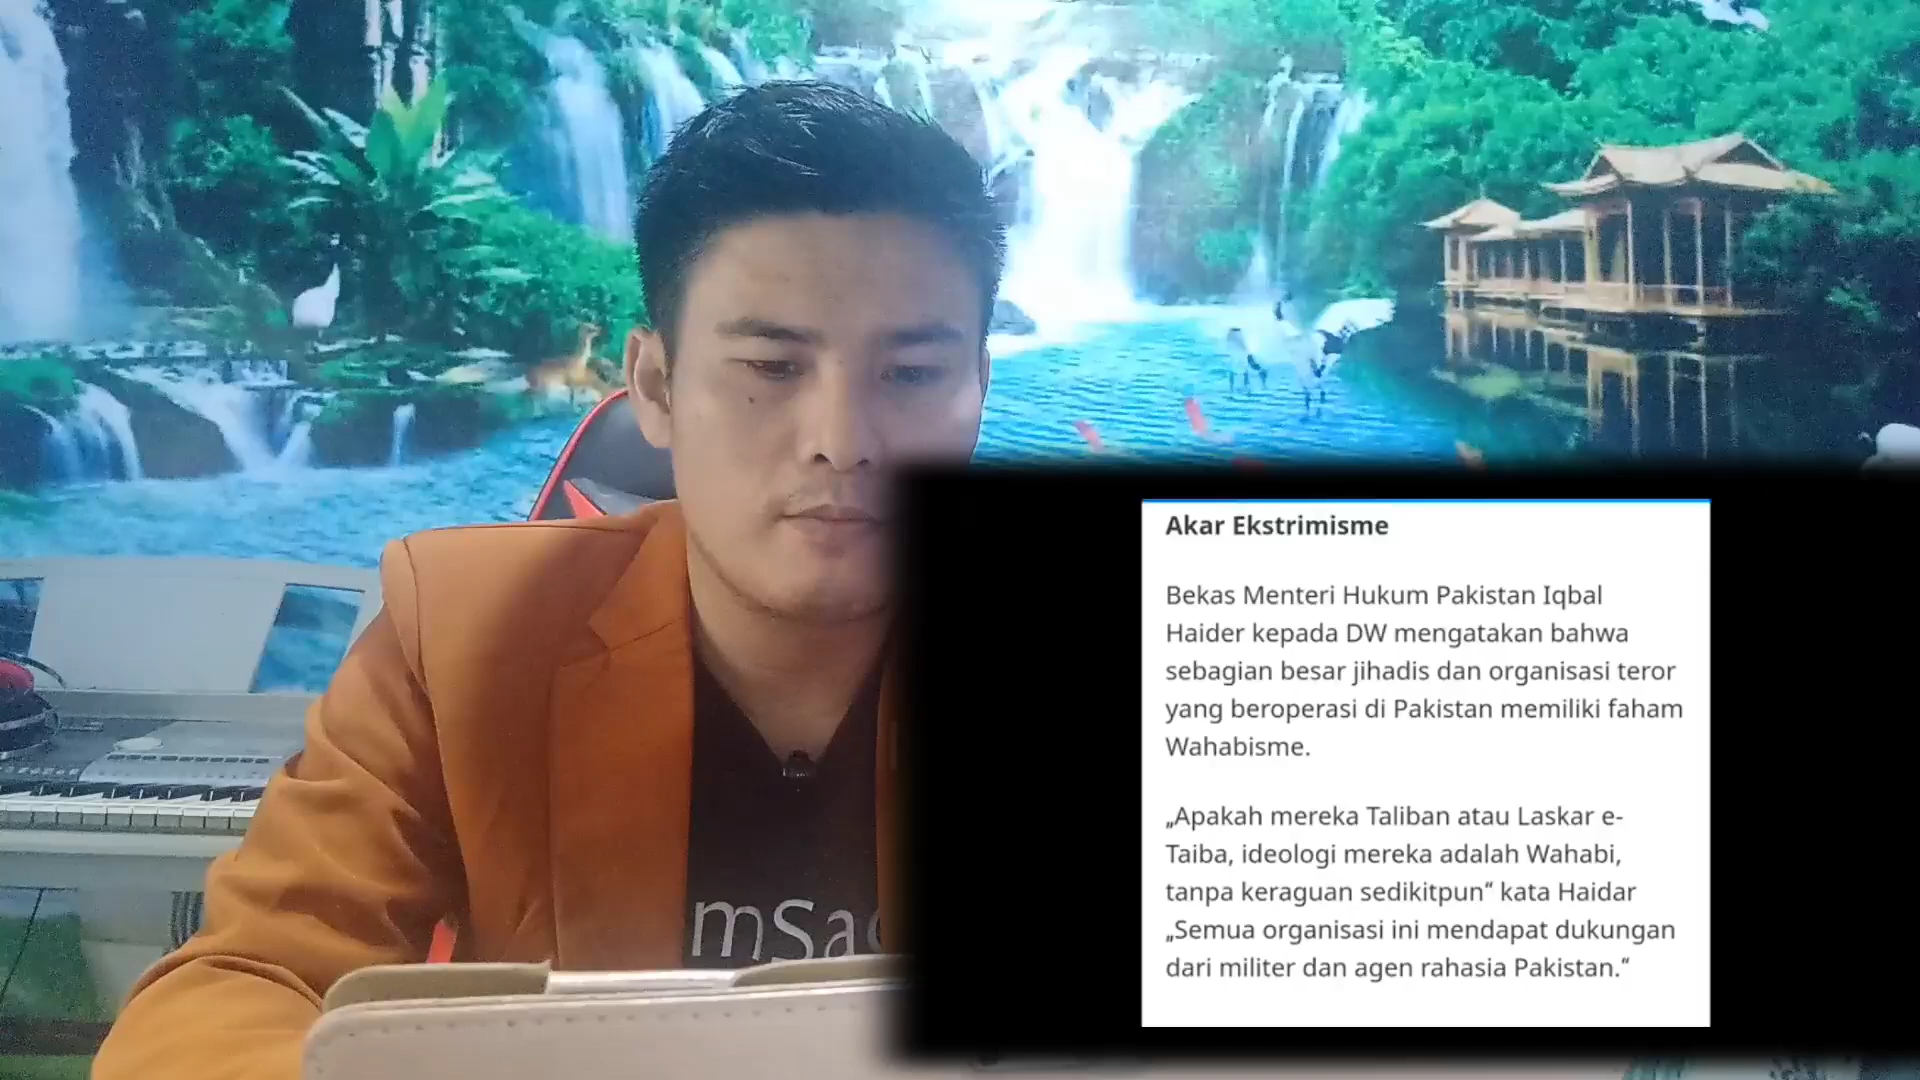 Akar Ekstrimisme
Bekas Menteri Hukum Pakistan Iqbal
Haider kepada DW mengatakan bahwa
sebagian besar jihadis dan organisasi teror
yang beroperasi di Pakistan memiliki faham
Wahabisme.
„Apakah mereka Taliban atau Laskar e-
Taiba, ideologi mereka adalah Wahabi,
tanpa keraguan sedikitpun“ kata Haidar
„Semua organisasi ini mendapat dukungan
dari militer dan agen rahasia Pakistan.“